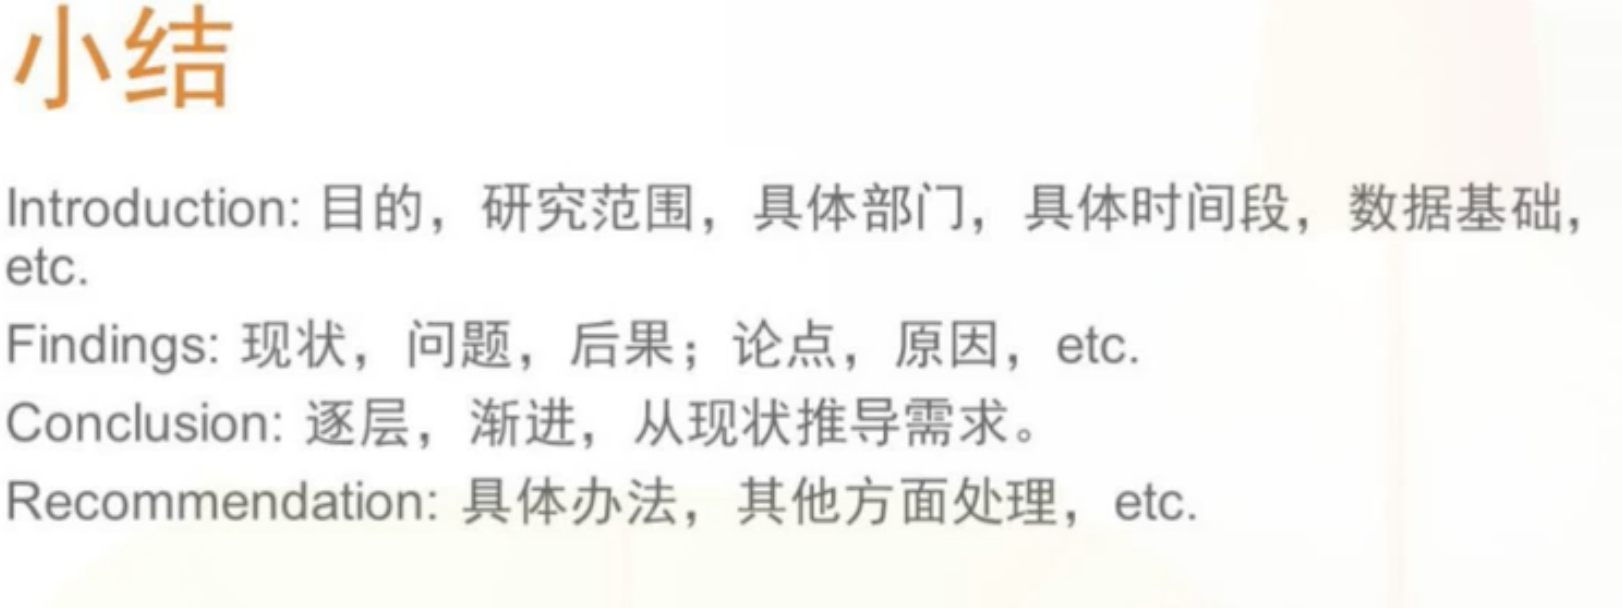 小结
Introduction: 目的，研究范围，具体部门，具体时间段，数据基础，
etc.
Findings: 现状，问题，后果；论点，原因，etc.
Conclusion: 逐层，渐进，从现状推导需求。
Recommendation: 具体办法，其他方面处理，etc.